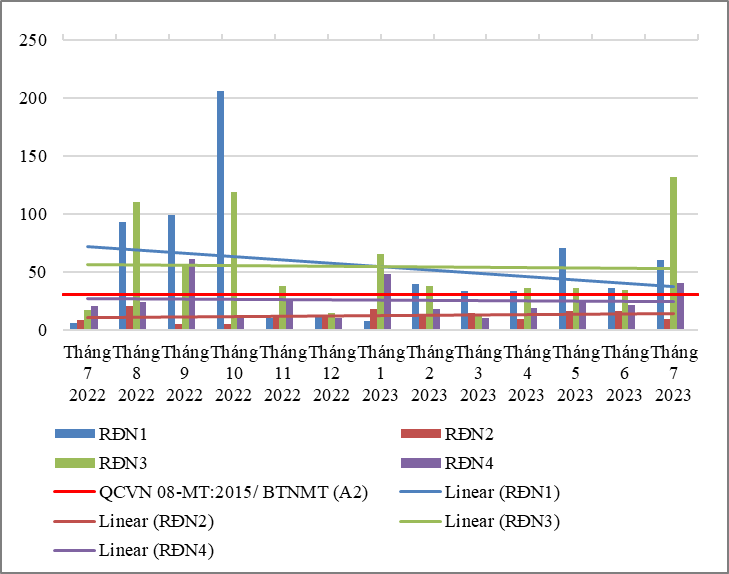 250
200
150
100
50
0
Tháng Tháng Tháng Tháng Tháng Tháng Tháng Tháng Tháng Tháng Tháng Tháng Tháng
7 8 9 10 11 12 1 2 3 4 5 6 7
2022 2022 2022 2022 2022 2022 2023 2023 2023 2023 2023 2023 2023
RĐN1 RĐN2
RĐN3 RĐN4
QCVN 08-MT:2015/ BTNMT (A2) Linear (RĐN1)
Linear (RĐN2) Linear (RĐN3)
Linear (RĐN4)